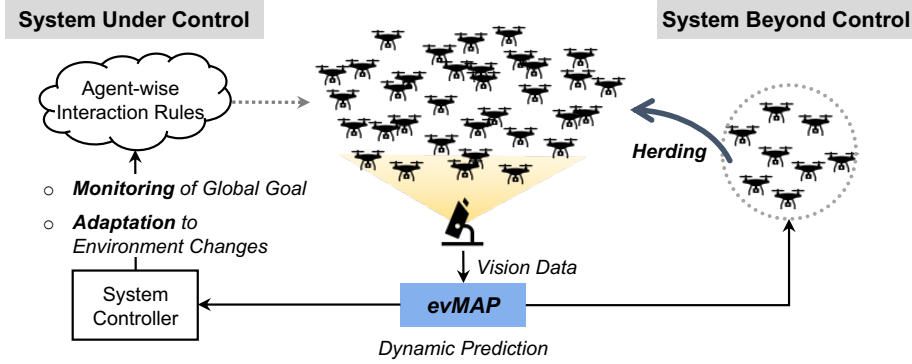 System Under Control
System Beyond Control
Agent-wise
Interaction Rules
Herding
○ Monitoring of Global Goal
○ Adaptation to
Environment Changes
Vision Data
System
Controller
evMAP
Dynamic Prediction